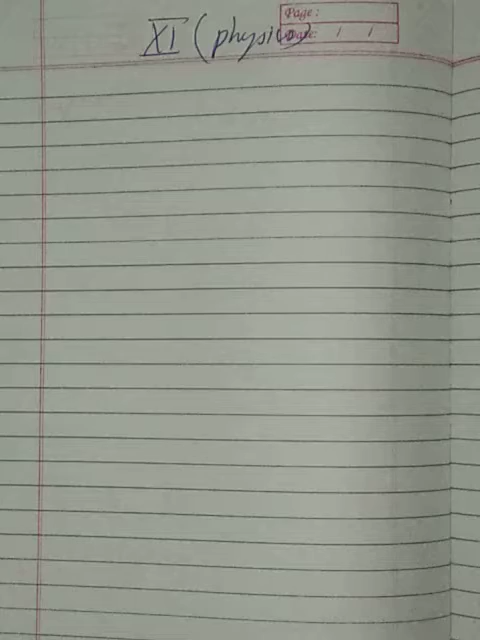 Page:
XI (physics)
Date: / /